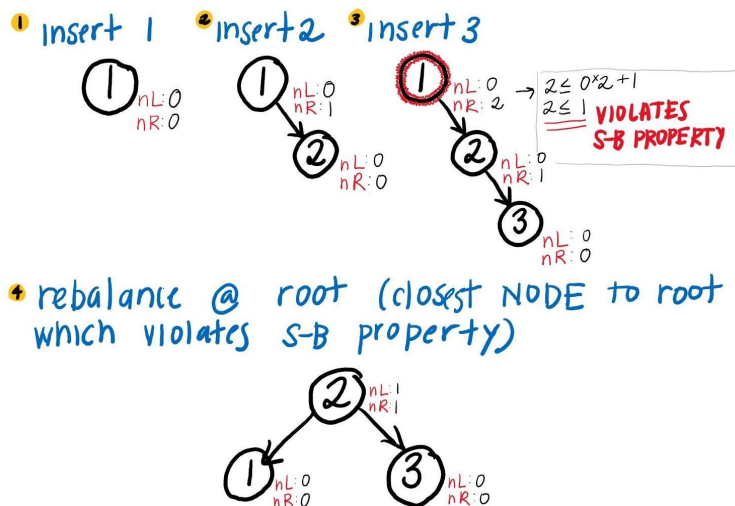 1 insert 1
1
nL:0
nR:0
2 insert 2
1
nL:0
nR:1
2
nL:0
nR:0
3 insert 3
1
nL:0
nR:2
2
nL:0
nR:1
3
nL:0
nR:0
→ 2≤ 0x2+1
2≤ 1 VIOLATES
S-B PROPERTY
4 rebalance @ root (closest NODE to root
which violates S-B property)
2
nL:1
nR:1
1
nL:0
nR:0
3
nL:0
nR:0